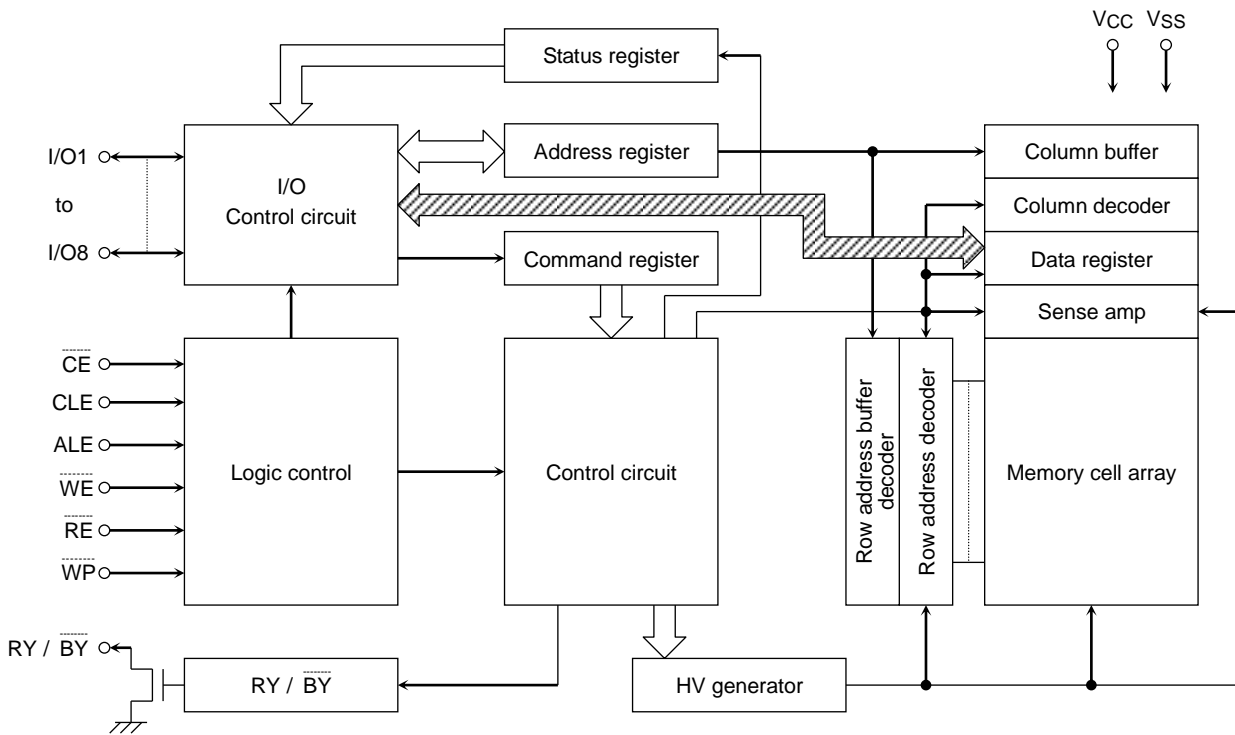 VCC VSS
Status register
I/O1
to
I/O8
I/O
Control circuit
Address register
Command register
Column buffer
Column decoder
Data register
Sense amp
CE
CLE
ALE
WE
RE
WP
Logic control
Control circuit
Row address buffer
decoder
Row address decoder
Memory cell array
RY / BY
RY / BY
HV generator